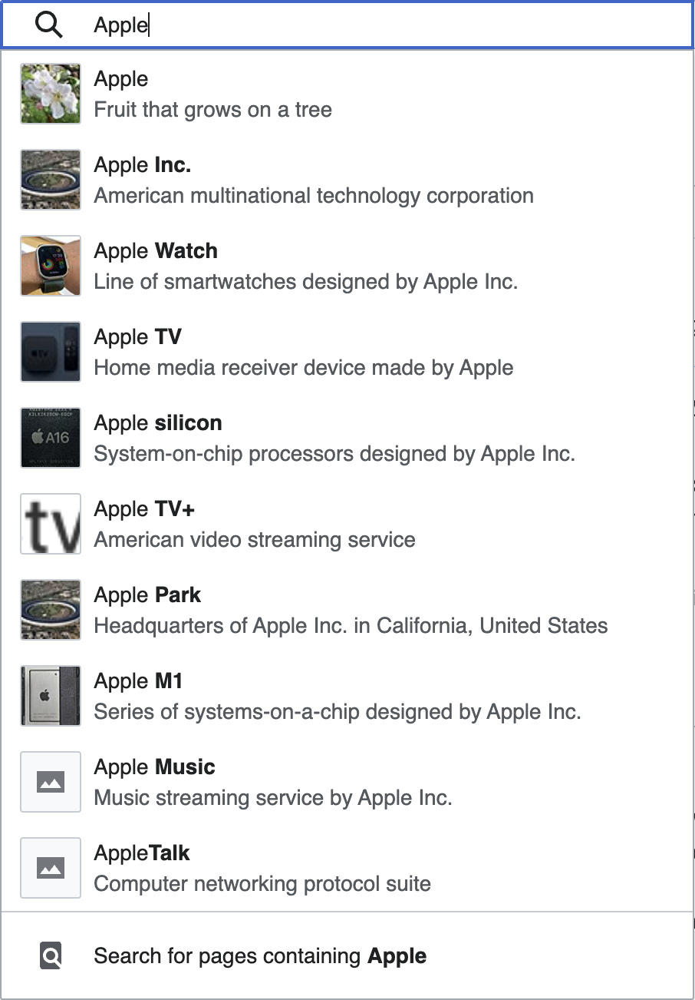 Apple
Apple
Fruit that grows on a tree
Apple Inc.
American multinational technology corporation
Apple Watch
Line of smartwatches designed by Apple Inc.
Apple TV
Home media receiver device made by Apple
A16
Apple silicon
System-on-chip processors designed by Apple Inc.
tv
Apple TV+
American video streaming service
Apple Park
Headquarters of Apple Inc. in California, United States
Apple M1
Series of systems-on-a-chip designed by Apple Inc.
Apple Music
Music streaming service by Apple Inc.
AppleTalk
Computer networking protocol suite
Search for pages containing Apple